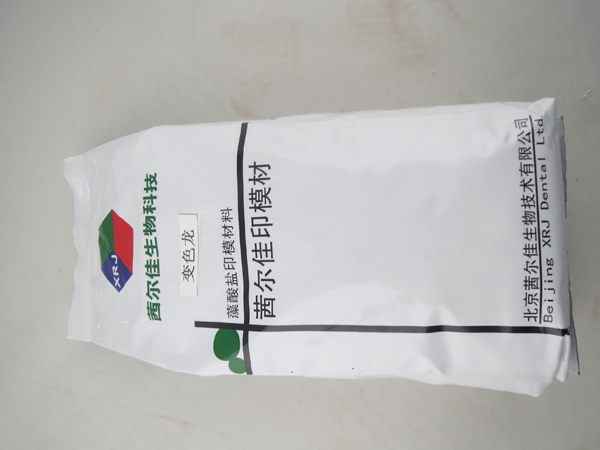 XRJ
茜尔佳生物科技
变色龙
藻酸盐印模材料
茜尔佳印模材
北京茜尔佳生物技术有限公司
Beijing XRJ Dental Ltd.